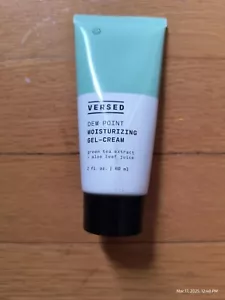 VERSED
DEW POINT
MOISTURIZING
GEL-CREAM
green tea extract
+ aloe leaf juice
2 fl. oz. / 60 ml